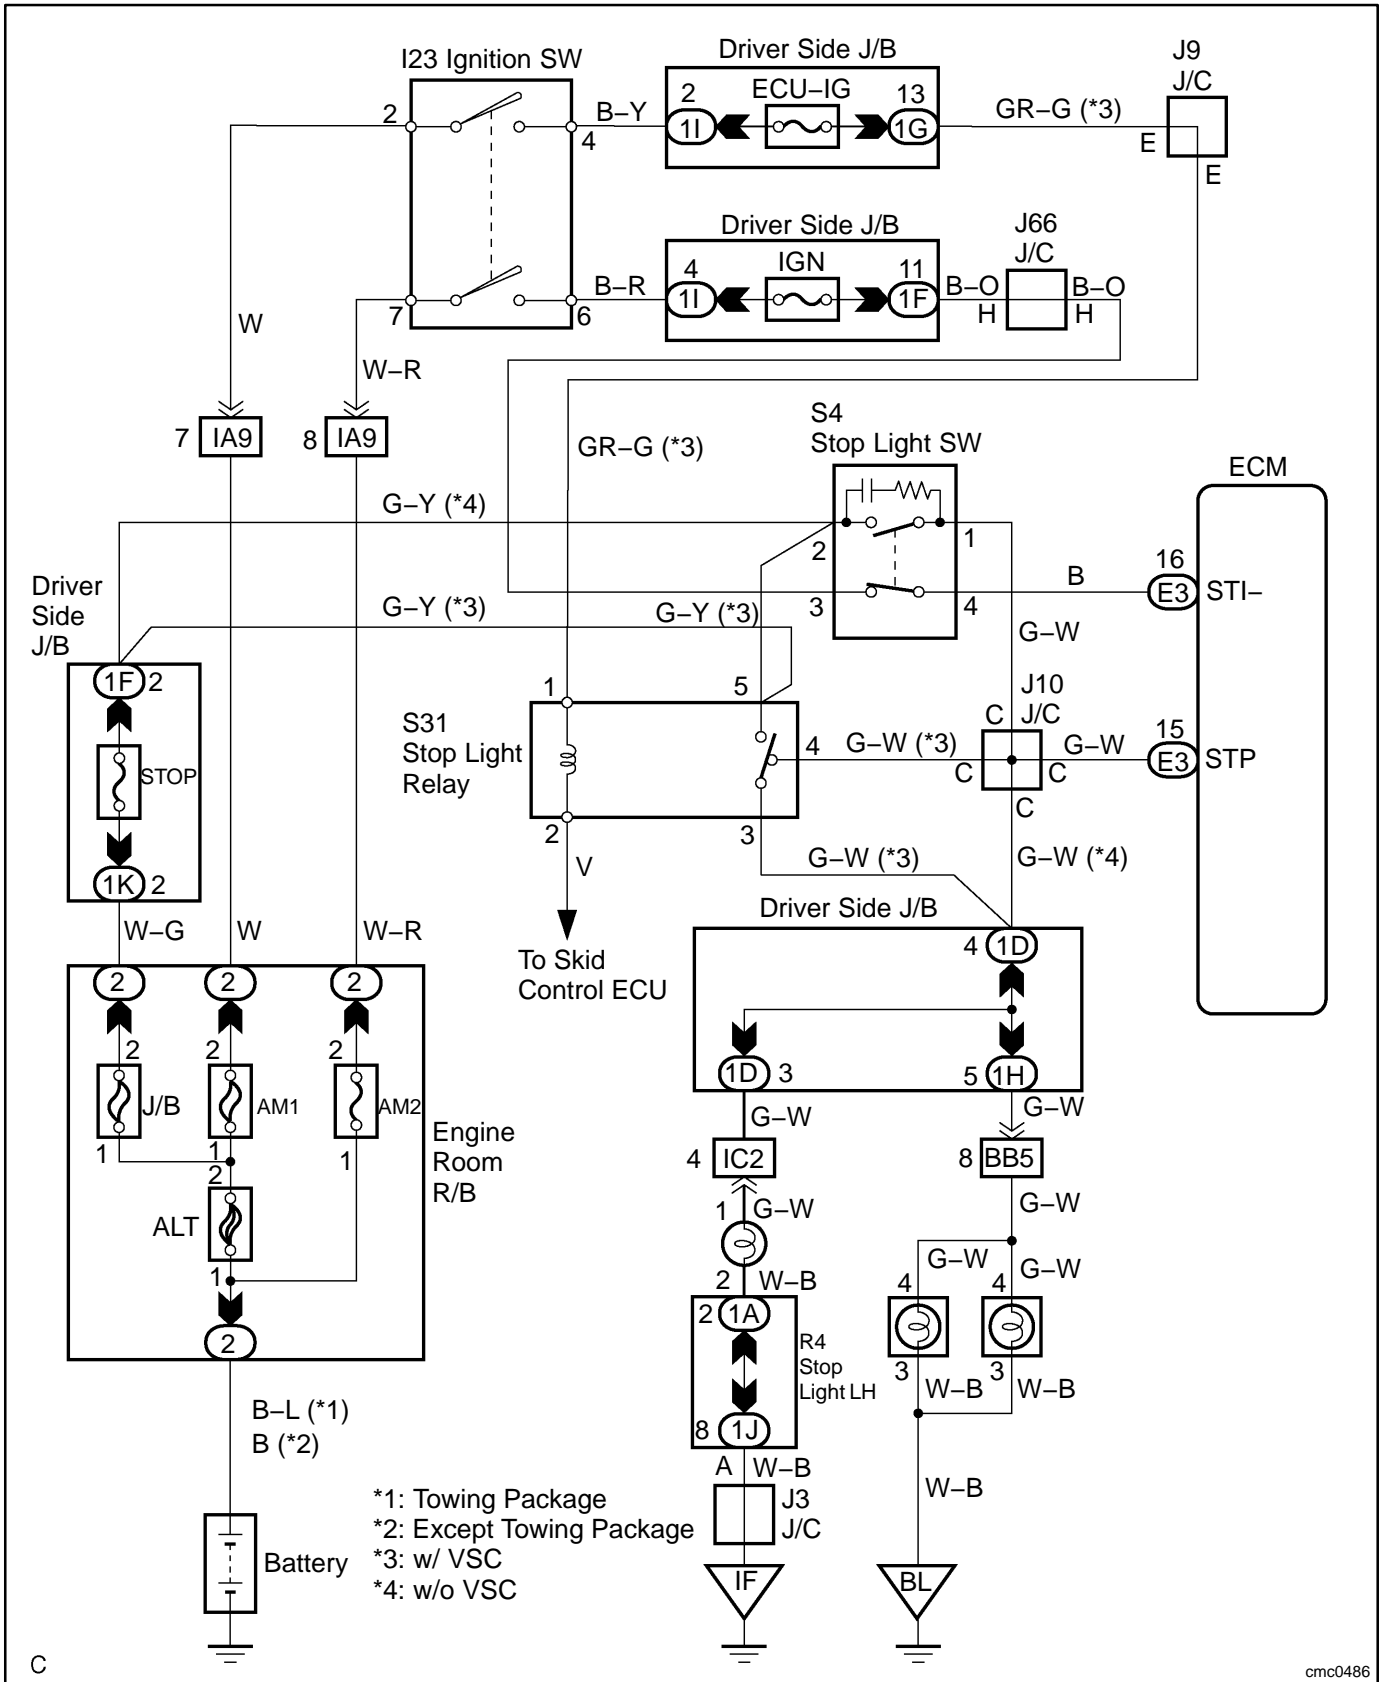 I23 Ignition SW
Driver Side J/B
J9
J/C
2
ECU−IG
13
2
B−Y
1I
1G
GR−G (*3)
4
E
E
Driver Side J/B
J66
J/C
4
IGN
11
B−R
1I
1F
B−O
B−O
7
6
H
H
W
W−R
7
IA9
8
IA9
GR−G (*3)
S4
Stop Light SW
ECM
G−Y (*4)
2
1
16
B
E3
STI−
3
4
Driver
Side
J/B
G−Y (*3)
G−Y (*3)
G−W
1F
2
1
5
J10
J/C
C
S31
Stop Light
Relay
4
G−W (*3)
C
C
G−W
15
E3
STP
STOP
C
2
3
1K
2
V
G−W (*3)
G−W (*4)
W−G
W
W−R
Driver Side J/B
4
1D
To Skid
Control ECU
2
2
2
2
2
2
1D
3
5
1H
J/B
AM1
AM2
G−W
G−W
Engine
Room
R/B
1
1
1
4
IC2
8
BB5
2
ALT
1
G−W
G−W
G−W
G−W
1
2
W−B
4
4
2
2
1A
R4
Stop
Light LH
3
3
W−B
W−B
B−L (*1)
B (*2)
8
1J
A
W−B
W−B
*1: Towing Package
*2: Except Towing Package
*3: w/ VSC
*4: w/o VSC
J3
J/C
Battery
IF
BL
C
cmc0486